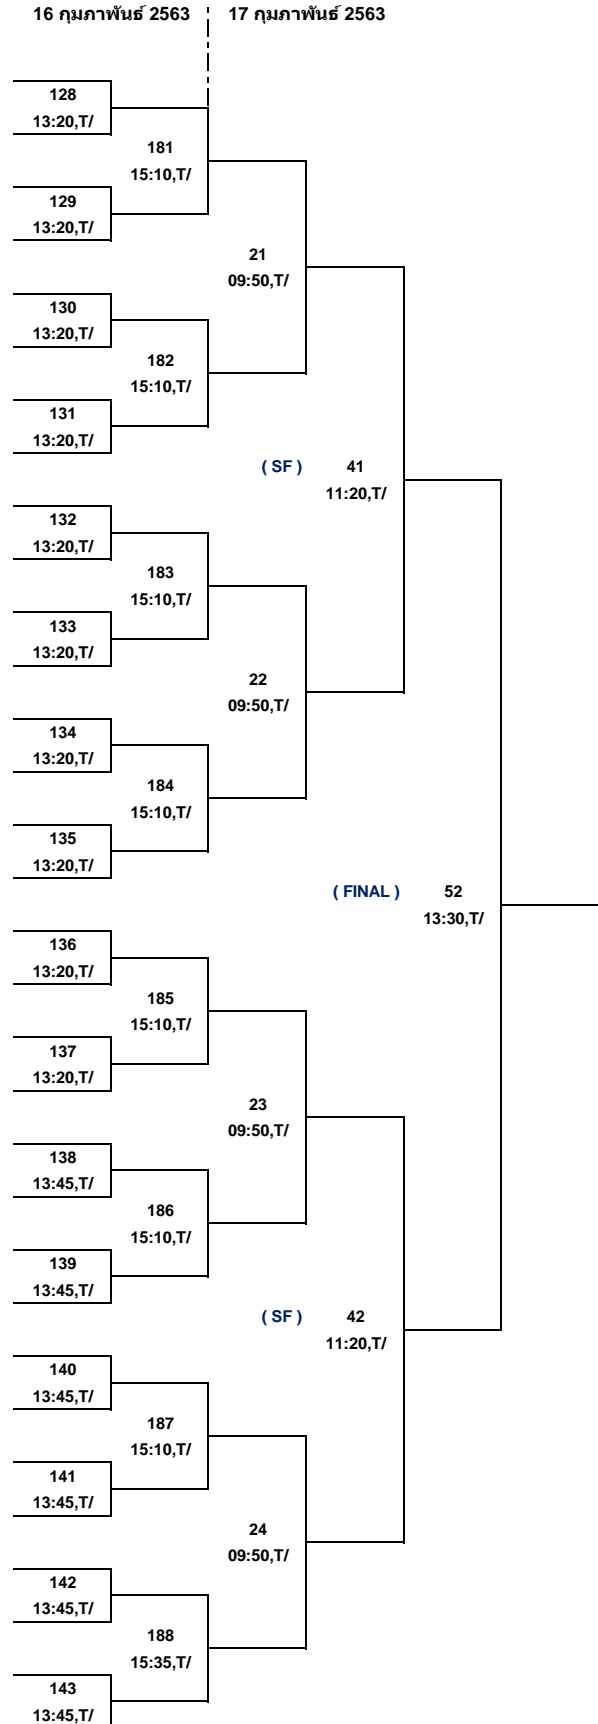 16 กุมภาพันธ์ 2563
17 กุมภาพันธ์ 2563
128
13:20,T/
181
15:10,T/
129
13:20,T/
21
09:50,T/
130
13:20,T/
182
15:10,T/
131
13:20,T/
( SF )
41
11:20,T/
132
13:20,T/
183
15:10,T/
133
13:20,T/
22
09:50,T/
134
13:20,T/
184
15:10,T/
135
13:20,T/
( FINAL )
52
13:30,T/
136
13:20,T/
185
15:10,T/
137
13:20,T/
23
09:50,T/
138
13:45,T/
186
15:10,T/
139
13:45,T/
( SF )
42
11:20,T/
140
13:45,T/
187
15:10,T/
141
13:45,T/
24
09:50,T/
142
13:45,T/
188
15:35,T/
143
13:45,T/